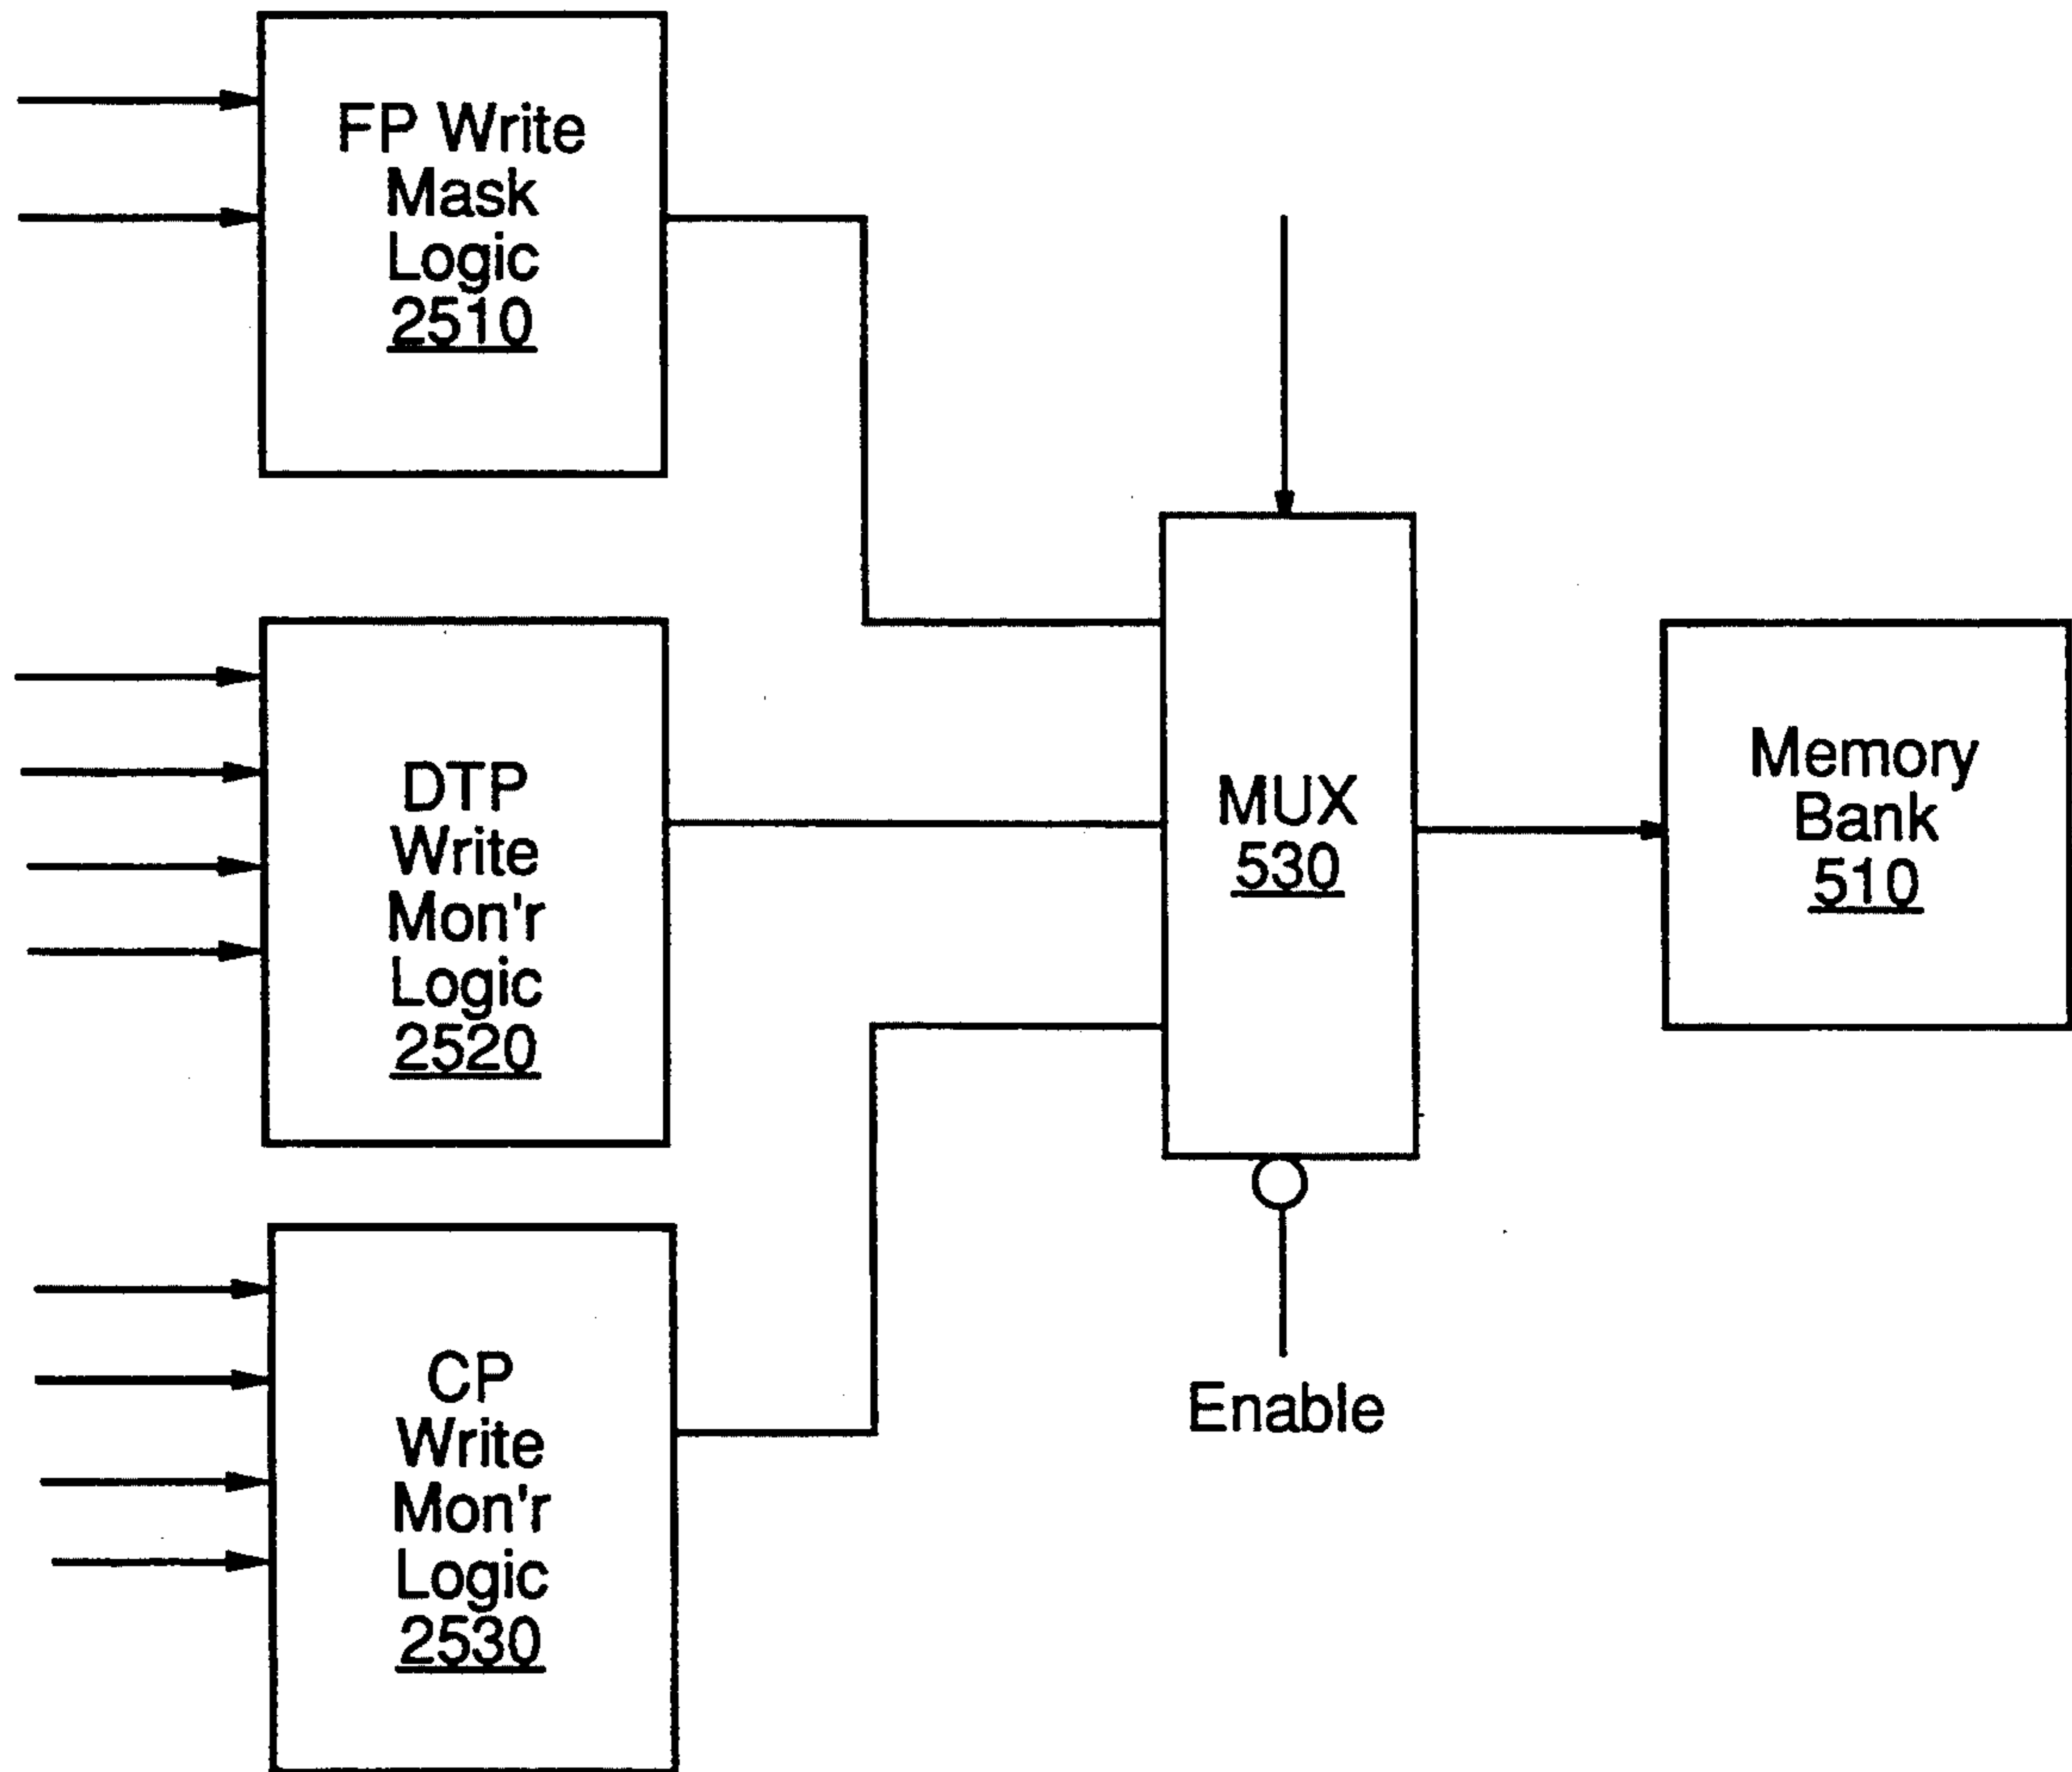 FP Write
Mask
Logic
2510
DTP
Write
Mon'r
Logic
2520
CP
Write
Mon'r
Logic
2530
MUX
530
Enable
Memory
Bank
510